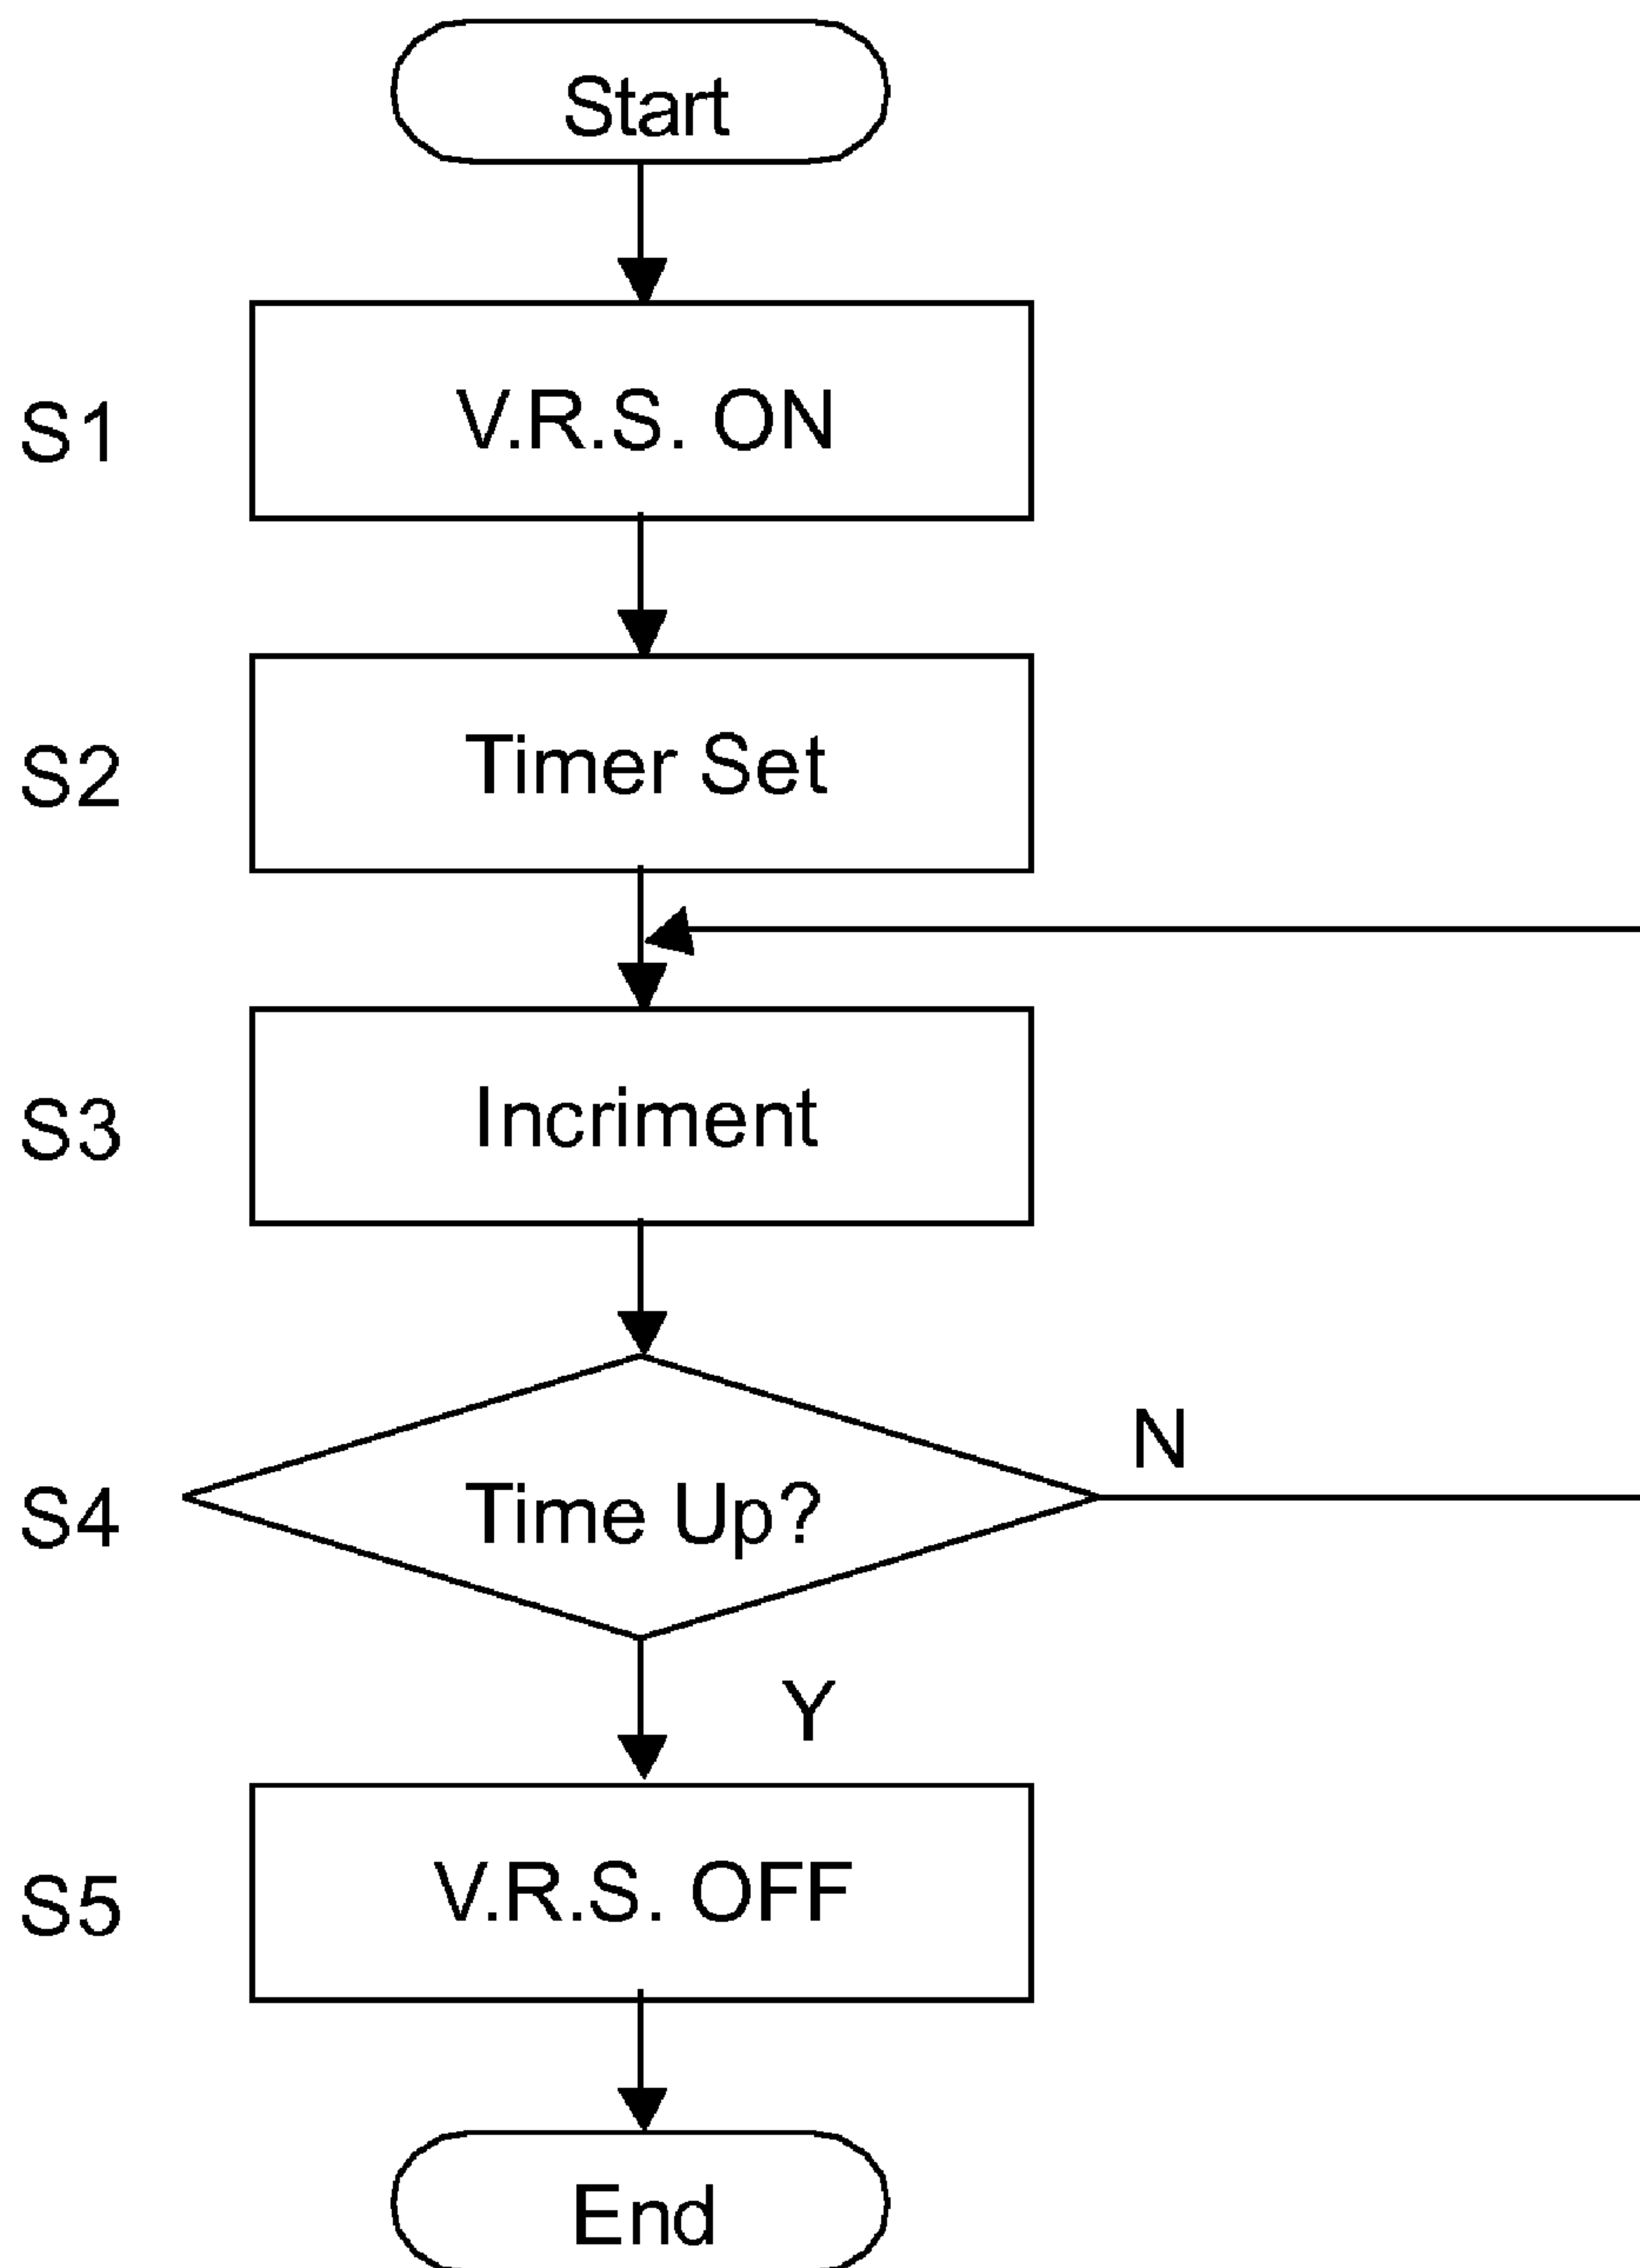 Start
S1
V.R.S. ON
S2
Timer Set
S3
Incriment
S4
Time Up?
N
Y
S5
V.R.S. OFF
End